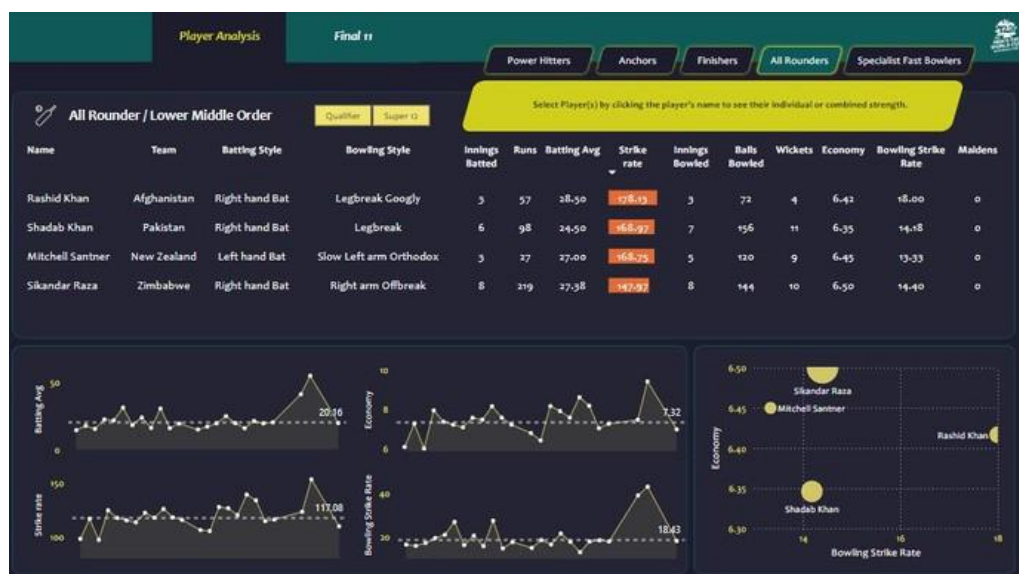 Player Analysis
Final 11
Power Hitters
Anchors
Finishers
All Rounders
Specialist Fast Bowlers
Select Player(s) by clicking the player's name to see their individual or combined strength.
All Rounder / Lower Middle Order
Qualifier
Super 12
Name Team Batting Style Bowling Style Innings Batted Runs Batting Avg Strike rate Innings Bowled Balls Bowled Wickets Economy Bowling Strike Rate Maidens
Rashid Khan Afghanistan Right hand Bat Legbreak Googly 3 57 28.50 178.13 3 72 4 6.42 18.00 0
Shadab Khan Pakistan Right hand Bat Legbreak 6 98 24.50 168.97 7 156 11 6.35 14.18 0
Mitchell Santner New Zealand Left hand Bat Slow Left arm Orthodox 3 27 27.00 168.75 5 120 9 6.45 13.33 0
Sikandar Raza Zimbabwe Right hand Bat Right arm Offbreak 8 219 27.38 147.97 8 144 10 6.50 14.40 0
Batting Avg
50
0
20.16
Economy
10
8
6
7.32
Strike rate
150
100
117.08
Bowling Strike Rate
40
20
18.43
Economy
6.50
6.45
6.40
6.35
6.30
Sikandar Raza
Mitchell Santner
Rashid Khan
Shadab Khan
14 16 18
Bowling Strike Rate